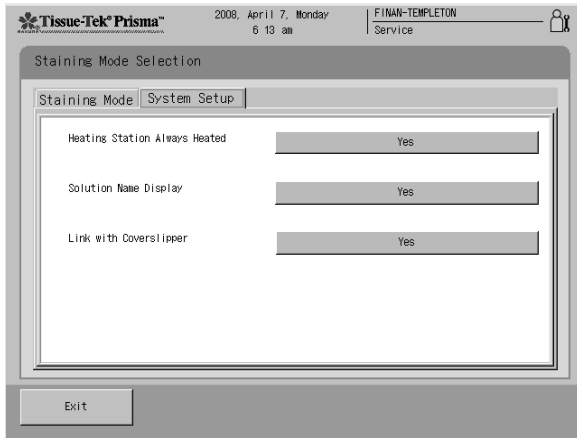 Tissue-Tek® Prisma™
2008, April 7, Monday
6 13 am
FINAN-TEMPLETON
Service
Staining Mode Selection
Staining Mode
System Setup
Heating Station Always Heated
Yes
Solution Name Display
Yes
Link with Coverslipper
Yes
Exit